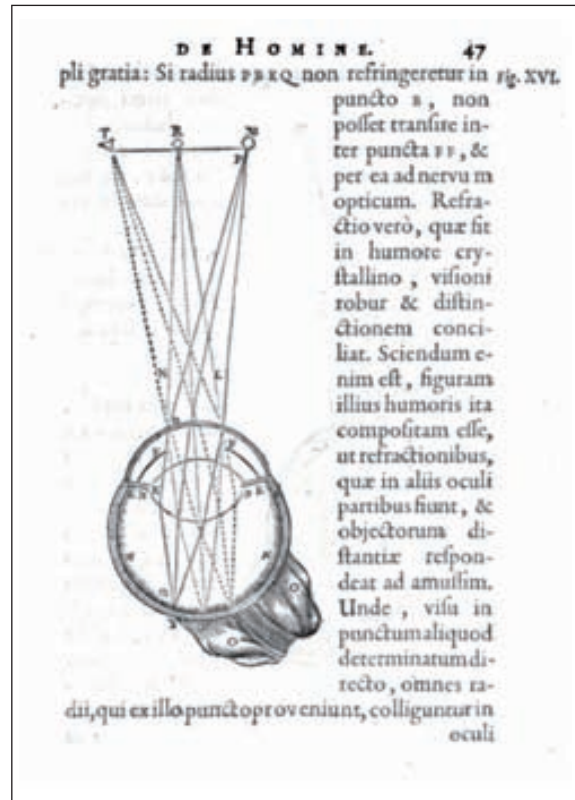 DE HOMINE. 47
pli gratia: Si radius PBRQ non refringeretur in Fig. XVI.
puncto B, non
posset transire in-
ter puncta FF, &
per ea ad nervum
opticum. Refra-
ctio verò, quæ fit
in humore cry-
stallino, visioni
robur & distin-
ctionem conci-
liat. Sciendum e-
nim est, figuram
illius humoris ita
compositam esse,
ut refractionibus,
quæ in aliis oculi
partibus fiunt, &
objectorum di-
stantiæ respon-
deat ad amussim.
Unde, visu in
punctum aliquod
determinatum di-
recto, omnes ra-
dii, qui ex illo puncto proveniunt, colliguntur in
oculi
T
R
P
N
L
B